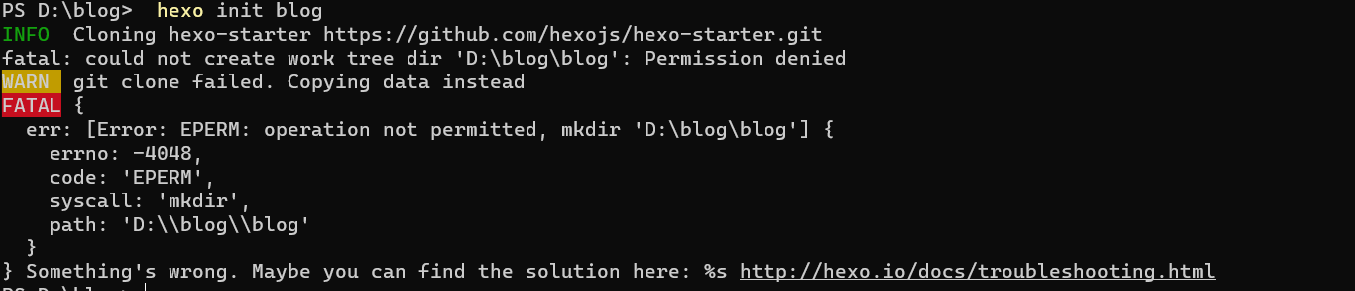 PS D:\blog>  hexo init blog
INFO  Cloning hexo-starter https://github.com/hexojs/hexo-starter.git
fatal: could not create work tree dir 'D:\blog\blog': Permission denied
WARN  git clone failed. Copying data instead
FATAL {
  err: [Error: EPERM: operation not permitted, mkdir 'D:\blog\blog'] {
    errno: -4048,
    code: 'EPERM',
    syscall: 'mkdir',
    path: 'D:\\blog\\blog'
  }
} Something's wrong. Maybe you can find the solution here: %s http://hexo.io/docs/troubleshooting.html
PS D:\blog>